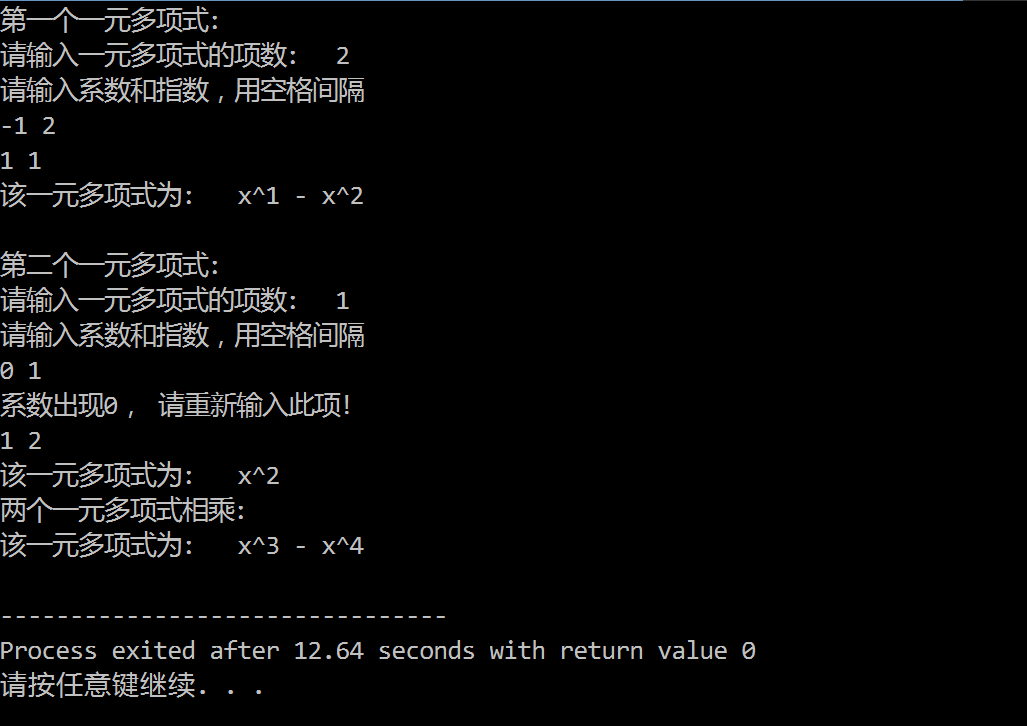 第一个一元多项式:
请输入一元多项式的项数:  2
请输入系数和指数，用空格间隔
-1 2
1 1
该一元多项式为:  x^1 - x^2
第二个一元多项式:
请输入一元多项式的项数:  1
请输入系数和指数，用空格间隔
0 1
系数出现0， 请重新输入此项!
1 2
该一元多项式为:  x^2
两个一元多项式相乘:
该一元多项式为:  x^3 - x^4
--------------------------------
Process exited after 12.64 seconds with return value 0
请按任意键继续. . .